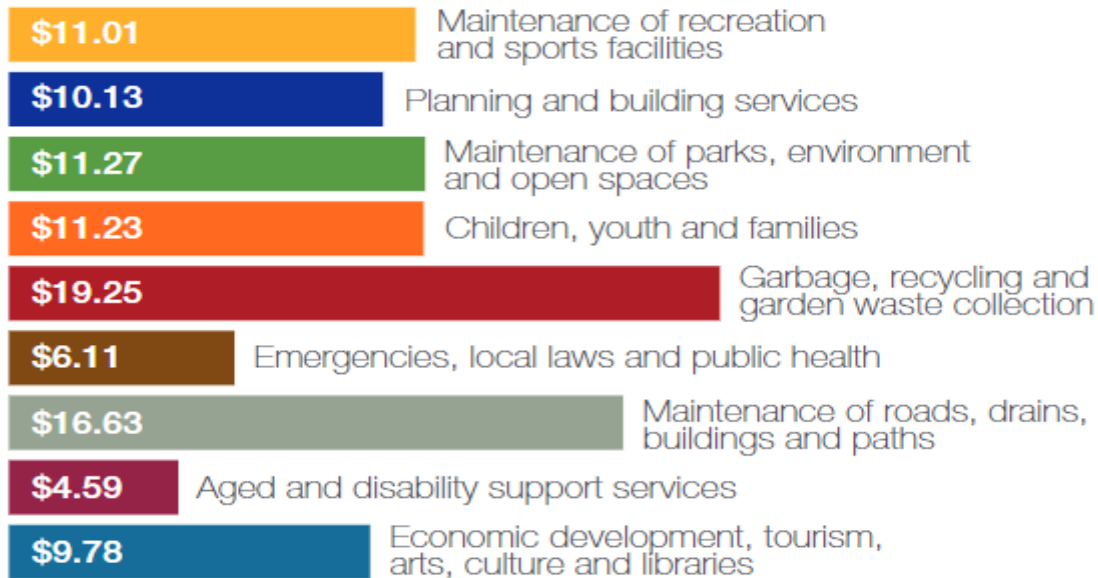 $11.01
Maintenance of recreation
and sports facilities
$10.13
Planning and building services
$11.27
Maintenance of parks, environment
and open spaces
$11.23
Children, youth and families
$19.25
Garbage, recycling and
garden waste collection
$6.11
Emergencies, local laws and public health
$16.63
Maintenance of roads, drains,
buildings and paths
$4.59
Aged and disability support services
$9.78
Economic development, tourism,
arts, culture and libraries